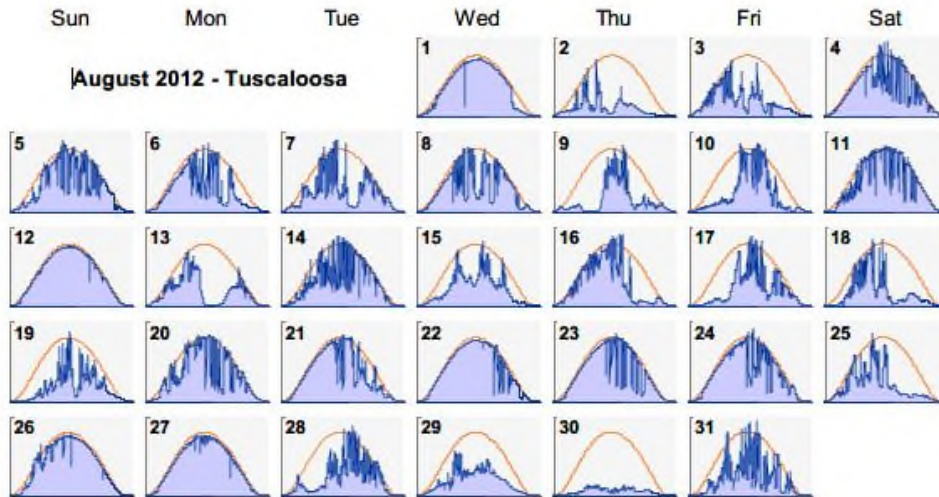 Sun Mon Tue Wed Thu Fri Sat
August 2012 - Tuscaloosa
1 2 3 4
5 6 7 8 9 10 11
12 13 14 15 16 17 18
19 20 21 22 23 24 25
26 27 28 29 30 31